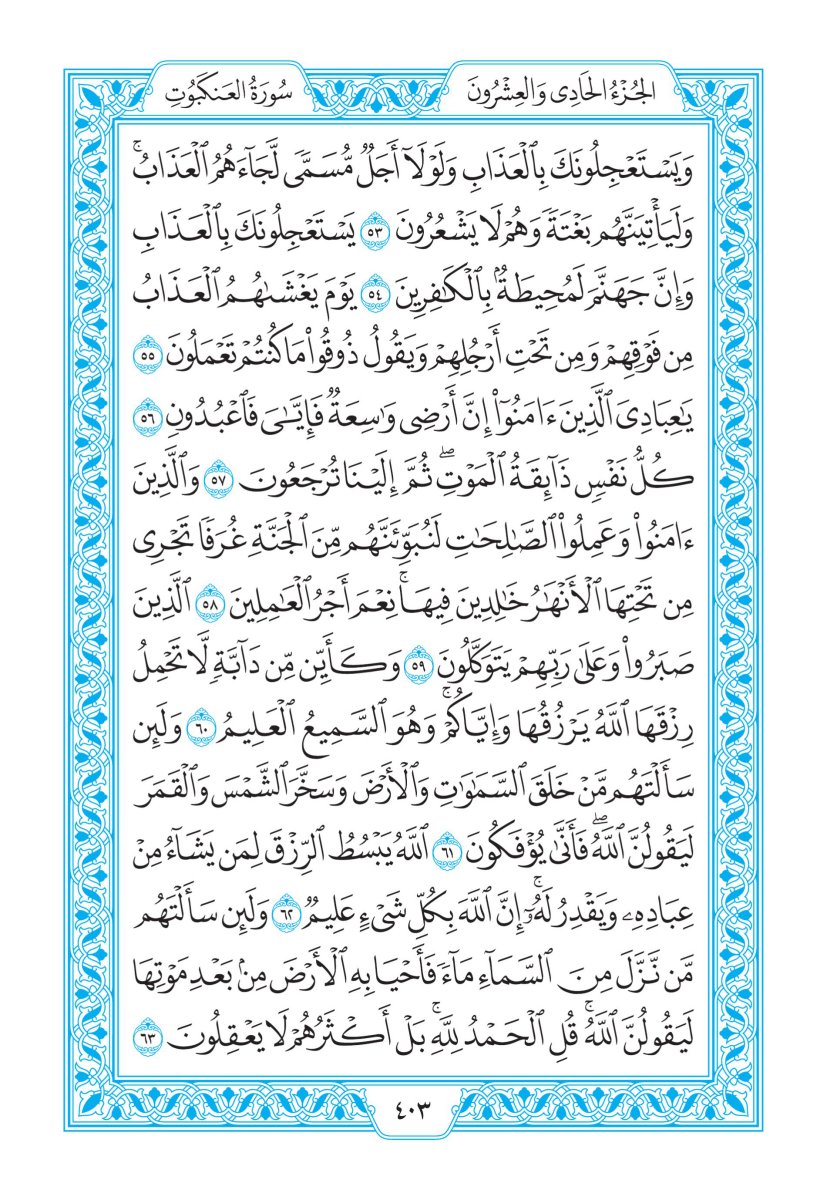 الجُزْءُ الحَادِى وَالعِشْرُونَ
سُورَةُ العَنكَبُوتِ
وَيَسْتَعْجِلُونَكَ بِٱلْعَذَابِ وَلَوْلَآ أَجَلٌ مُّسَمًّى لَّجَآءَهُمُ ٱلْعَذَابُۚ
وَلَيَأْتِيَنَّهُم بَغْتَةً وَهُمْ لَا يَشْعُرُونَ ٥٣ يَسْتَعْجِلُونَكَ بِٱلْعَذَابِ
وَإِنَّ جَهَنَّمَ لَمُحِيطَةٌۢ بِٱلْكَٰفِرِينَ ٥٤ يَوْمَ يَغْشَىٰهُمُ ٱلْعَذَابُ
مِن فَوْقِهِمْ وَمِن تَحْتِ أَرْجُلِهِمْ وَيَقُولُ ذُوقُوا۟ مَا كُنتُمْ تَعْمَلُونَ ٥٥
يَٰعِبَادِىَ ٱلَّذِينَ ءَامَنُوٓا۟ إِنَّ أَرْضِى وَٰسِعَةٌ فَإِيَّٰىَ فَٱعْبُدُونِ ٥٦
كُلُّ نَفْسٍ ذَآئِقَةُ ٱلْمَوْتِۖ ثُمَّ إِلَيْنَا تُرْجَعُونَ ٥٧ وَٱلَّذِينَ
ءَامَنُوا۟ وَعَمِلُوا۟ ٱلصَّٰلِحَٰتِ لَنُبَوِّئَنَّهُم مِّنَ ٱلْجَنَّةِ غُرَفًا تَجْرِى
مِن تَحْتِهَا ٱلْأَنْهَٰرُ خَٰلِدِينَ فِيهَاۚ نِعْمَ أَجْرُ ٱلْعَٰمِلِينَ ٥٨ ٱلَّذِينَ
صَبَرُوا۟ وَعَلَىٰ رَبِّهِمْ يَتَوَكَّلُونَ ٥٩ وَكَأَيِّن مِّن دَآبَّةٍ لَّا تَحْمِلُ
رِزْقَهَا ٱللَّهُ يَرْزُقُهَا وَإِيَّاكُمْۚ وَهُوَ ٱلسَّمِيعُ ٱلْعَلِيمُ ٦٠ وَلَئِن
سَأَلْتَهُم مَّنْ خَلَقَ ٱلسَّمَٰوَٰتِ وَٱلْأَرْضَ وَسَخَّرَ ٱلشَّمْسَ وَٱلْقَمَرَ
لَيَقُولُنَّ ٱللَّهُۖ فَأَنَّىٰ يُؤْفَكُونَ ٦١ ٱللَّهُ يَبْسُطُ ٱلرِّزْقَ لِمَن يَشَآءُ مِنْ
عِبَادِهِۦ وَيَقْدِرُ لَهُۥٓۚ إِنَّ ٱللَّهَ بِكُلِّ شَىْءٍ عَلِيمٌ ٦٢ وَلَئِن سَأَلْتَهُم
مَّن نَّزَّلَ مِنَ ٱلسَّمَآءِ مَآءً فَأَحْيَا بِهِ ٱلْأَرْضَ مِنۢ بَعْدِ مَوْتِهَا
لَيَقُولُنَّ ٱللَّهُۚ قُلِ ٱلْحَمْدُ لِلَّهِۚ بَلْ أَكْثَرُهُمْ لَا يَعْقِلُونَ ٦٣
٤٠٣